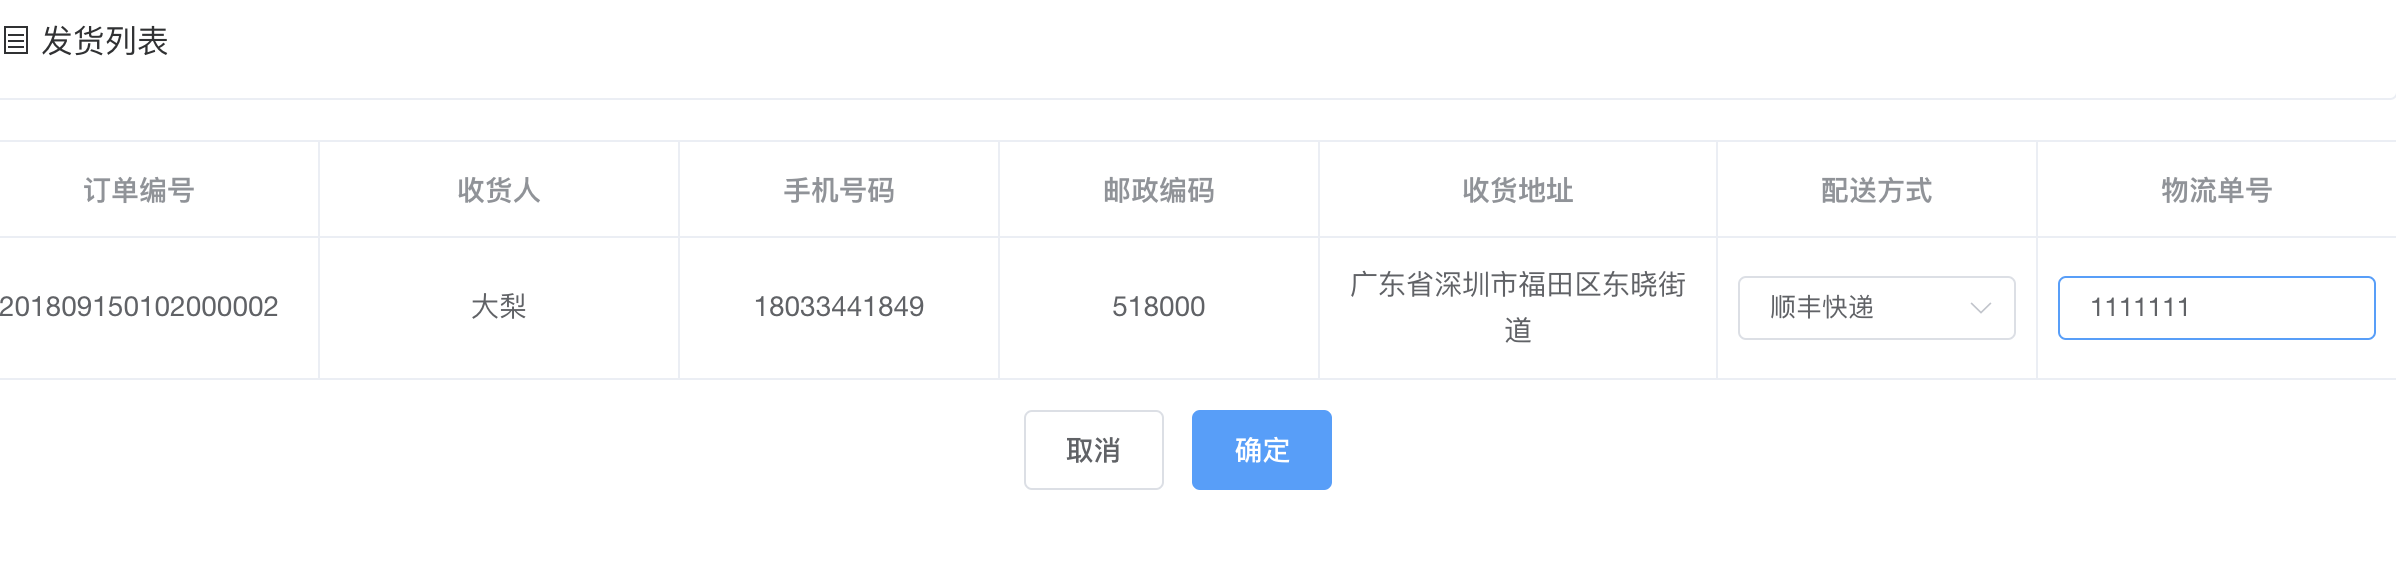 发货列表
订单编号 收货人 手机号码 邮政编码 收货地址 配送方式 物流单号
201809150102000002 大梨 18033441849 518000 广东省深圳市福田区东晓街 顺丰快递 1111111
道
取消 确定